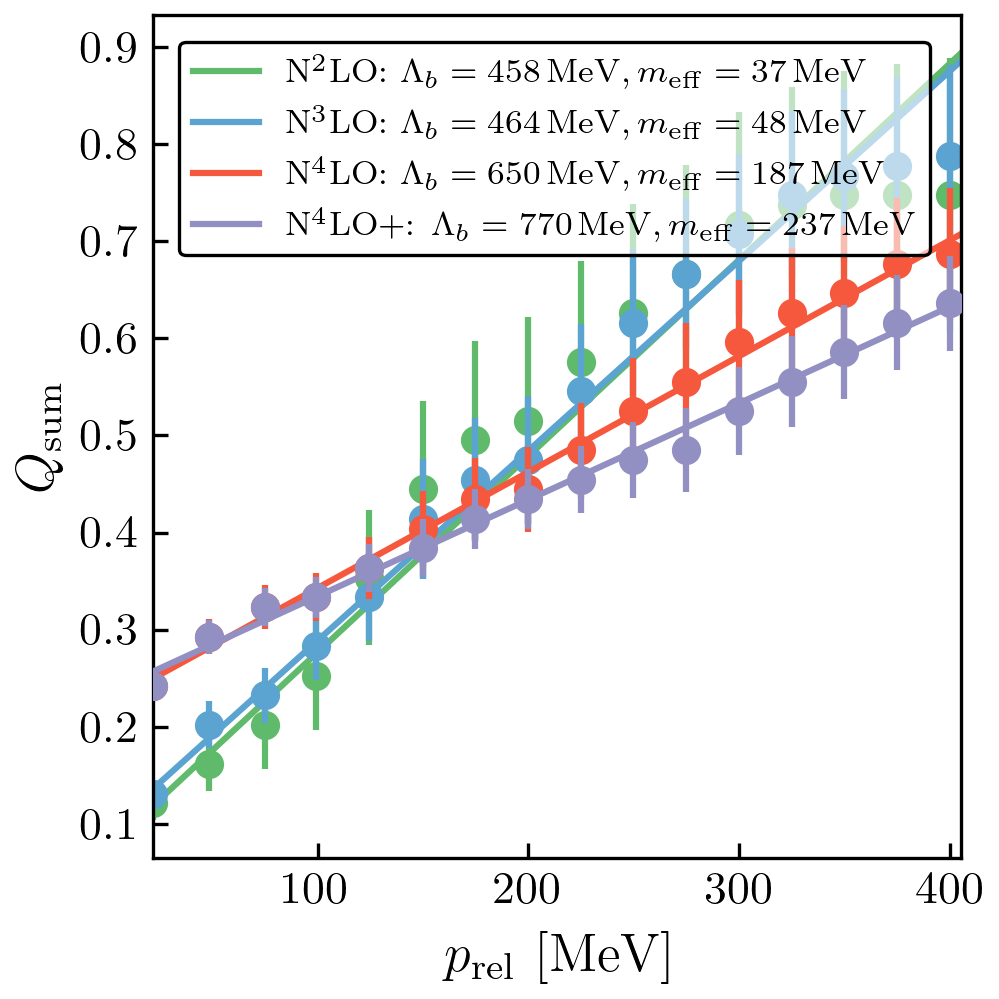 0.9
0.8
0.7
0.6
0.5
0.4
0.3
0.2
0.1
Q_sum
N²LO: Λ_b = 458 MeV, m_eff = 37 MeV
N³LO: Λ_b = 464 MeV, m_eff = 48 MeV
N⁴LO: Λ_b = 650 MeV, m_eff = 187 MeV
N⁴LO+: Λ_b = 770 MeV, m_eff = 237 MeV
100 200 300 400
p_rel [MeV]